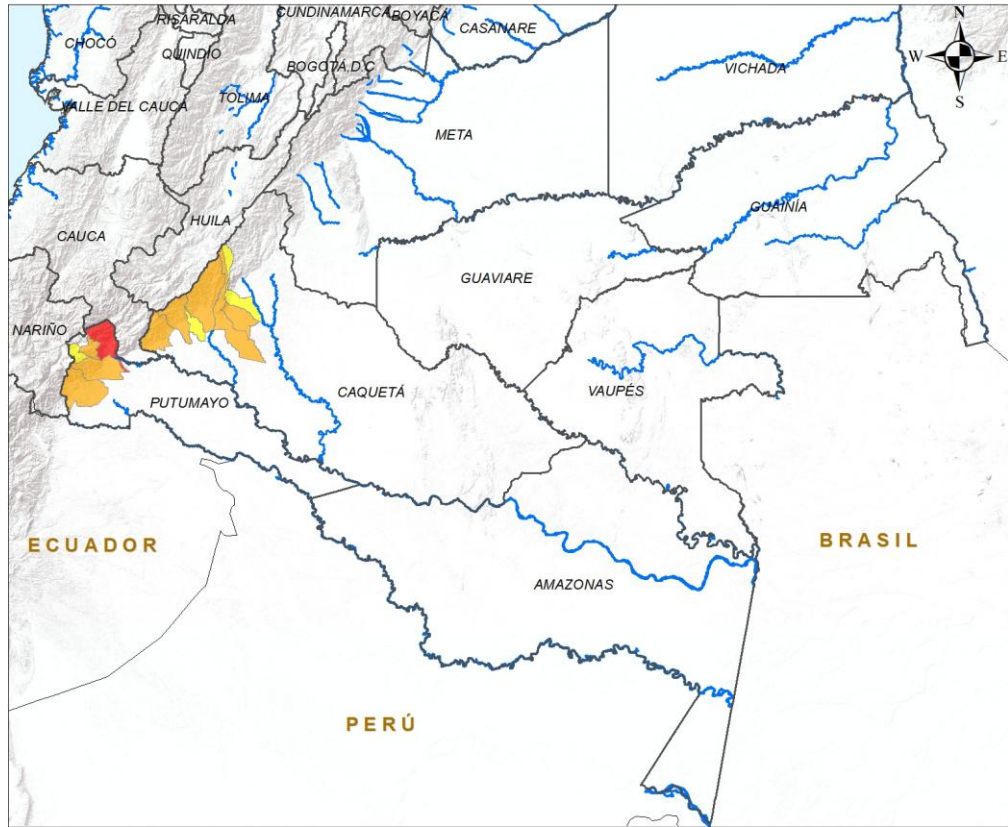 RISARALDA
CUNDINAMARCA
BOYACÁ
CASANARE
N
CHOCÓ
QUINDIO
BOGOTÁ D.C
W
E
VICHADA
S
VALLE DEL CAUCA
TOLIMA
META
HUILA
GUAINÍA
CAUCA
GUAVIARE
NARIÑO
CAQUETÁ
VAUPÉS
PUTUMAYO
ECUADOR
BRASIL
AMAZONAS
PERÚ